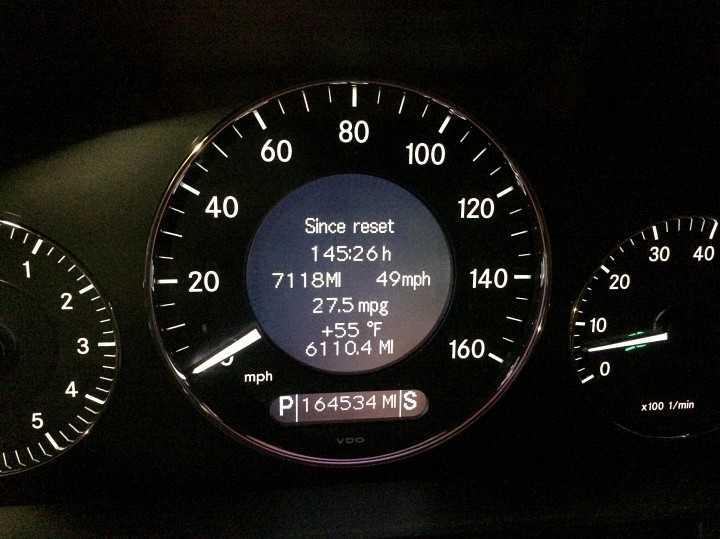 80
60
100
40
120
Since reset
145:26 h
7118MI 49mph
20
140
27.5 mpg
+55 °F
6110.4 MI
160
mph
P 164534 MI S
VDO
1
2
3
4
5
30
40
20
10
0
x100 1/min